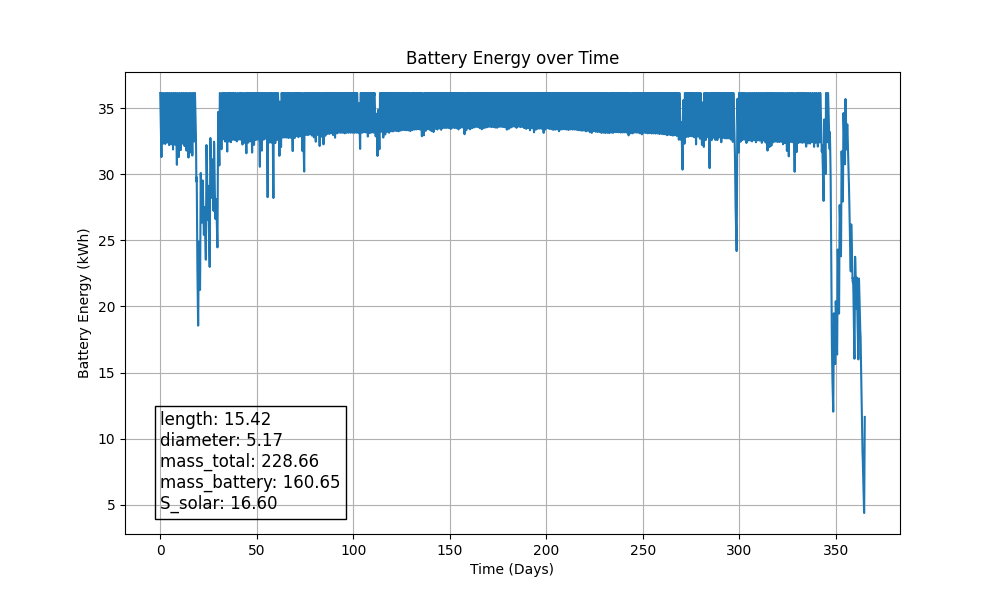 Battery Energy over Time
Battery Energy (kWh)
35
30
25
20
15
10
5
length: 15.42
diameter: 5.17
mass_total: 228.66
mass_battery: 160.65
S_solar: 16.60
0 50 100 150 200 250 300 350
Time (Days)